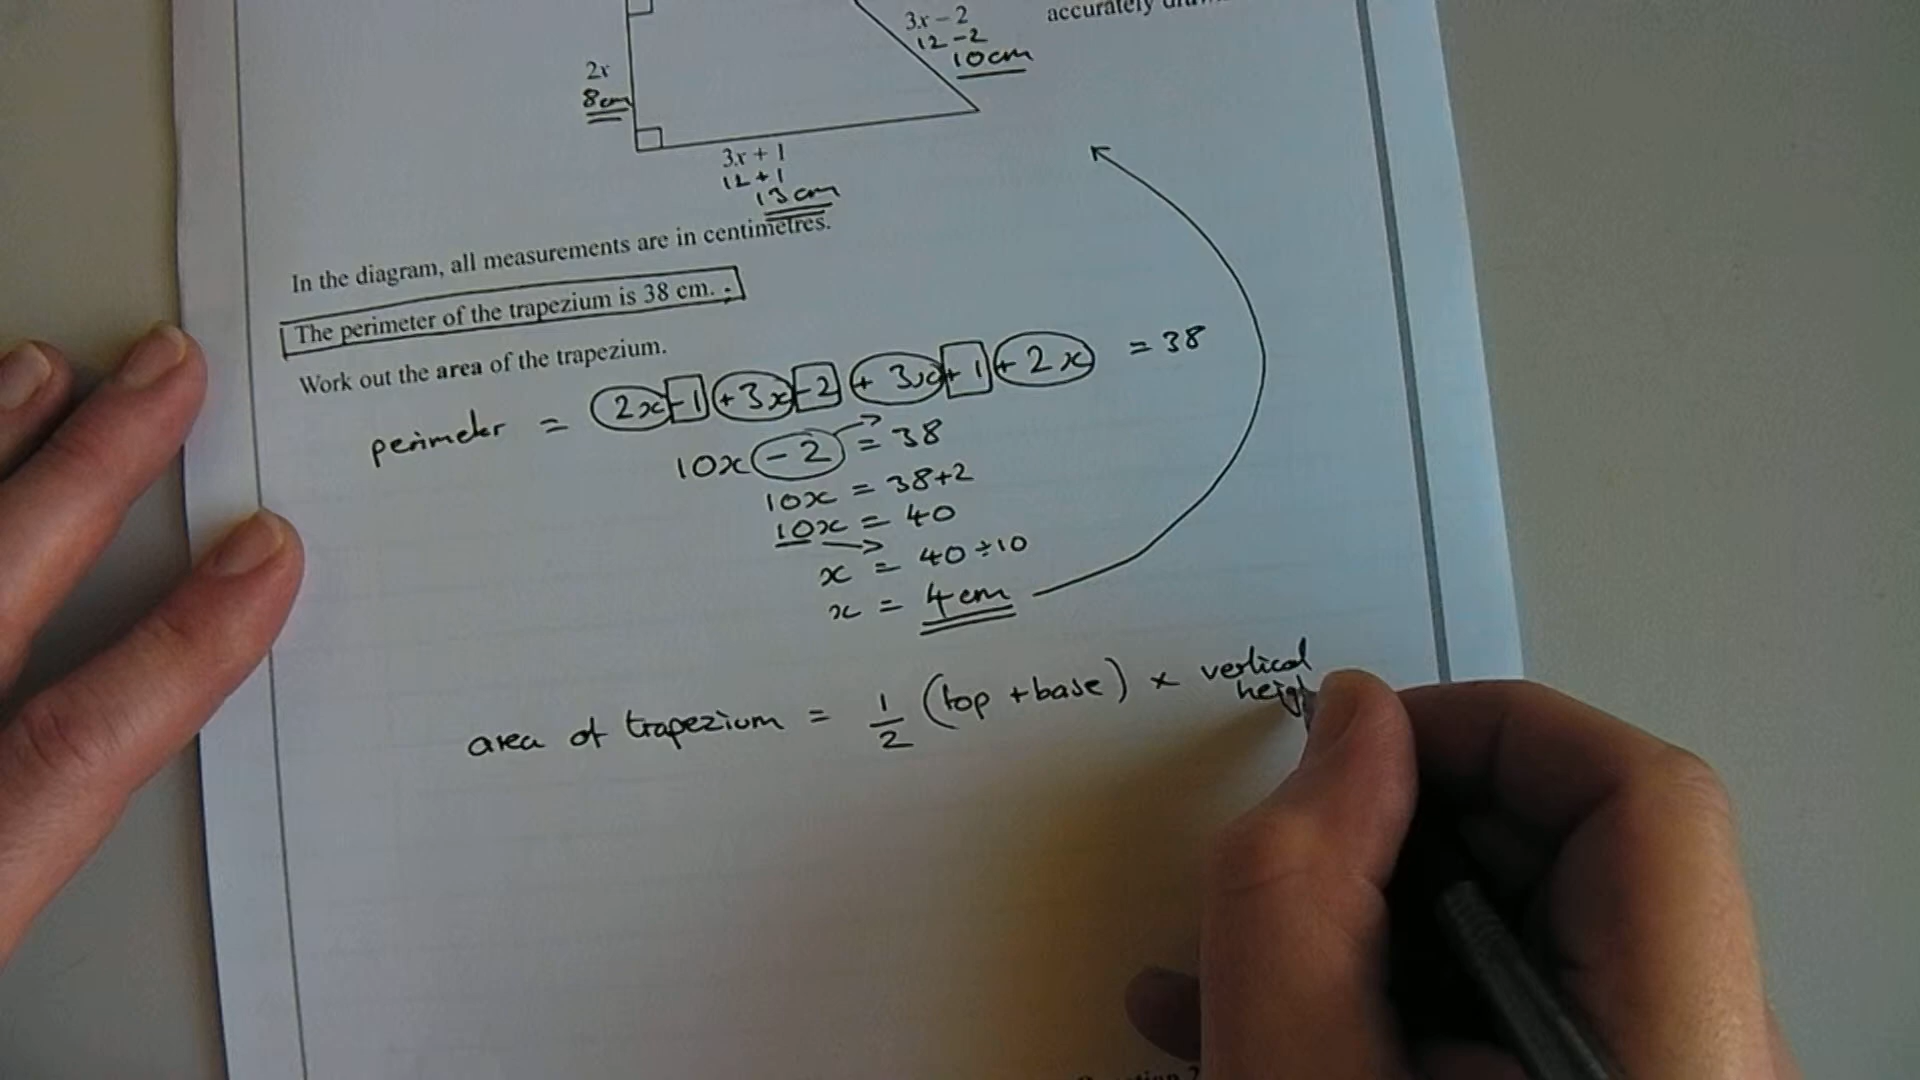 3x − 2
12 − 2
10cm
accurately
2x
8cm
3x + 1
12 + 1
13cm
In the diagram, all measurements are in centimetres.
The perimeter of the trapezium is 38 cm.
Work out the area of the trapezium.
perimeter = 2x − 1 + 3x − 2 + 3x + 1 + 2x = 38
10x − 2 = 38
10x = 38+2
10x = 40
x = 40 ÷ 10
x = 4cm
area of trapezium = 1/2 (top + base) × vertical